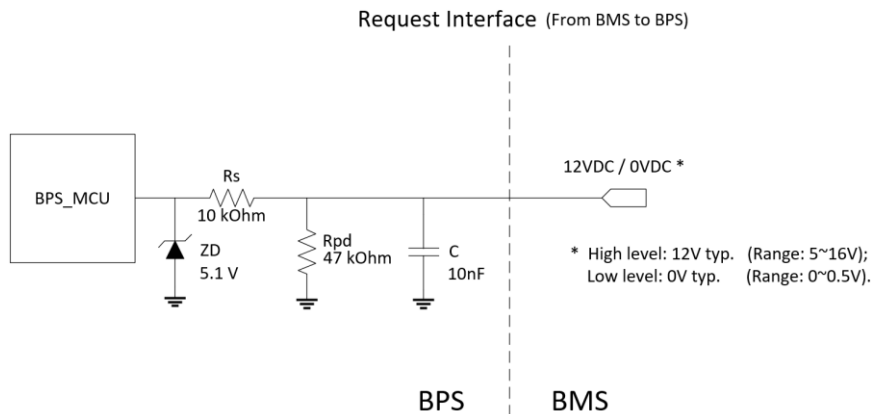 Request Interface (From BMS to BPS)
12VDC / 0VDC *
BPS_MCU
Rs
10 kOhm
ZD
5.1 V
Rpd
47 kOhm
C
10nF
* High level: 12V typ. (Range: 5~16V);
Low level: 0V typ. (Range: 0~0.5V).
BPS
BMS